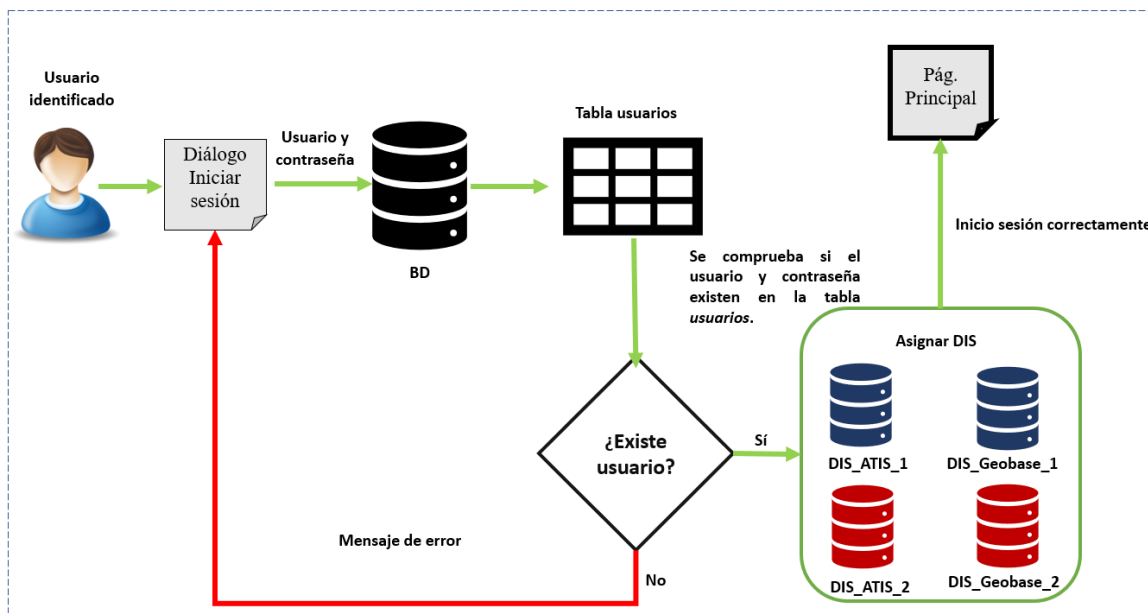 Usuario
identificado
Diálogo
Iniciar
sesión
Usuario y
contraseña
BD
Tabla usuarios
Se comprueba si el
usuario y contraseña
existen en la tabla
usuarios.
¿Existe
usuario?
Sí
No
Mensaje de error
Asignar DIS
DIS_ATIS_1
DIS_Geobase_1
DIS_ATIS_2
DIS_Geobase_2
Inicio sesión correctamente
Pág.
Principal